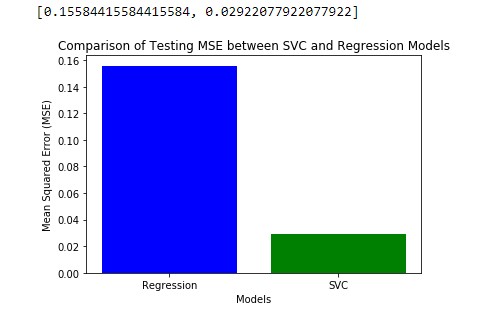 [0.15584415584415584, 0.02922077922077922]
Comparison of Testing MSE between SVC and Regression Models
0.16
0.14
0.12
0.10
0.08
0.06
0.04
0.02
0.00
Mean Squared Error (MSE)
Regression
SVC
Models